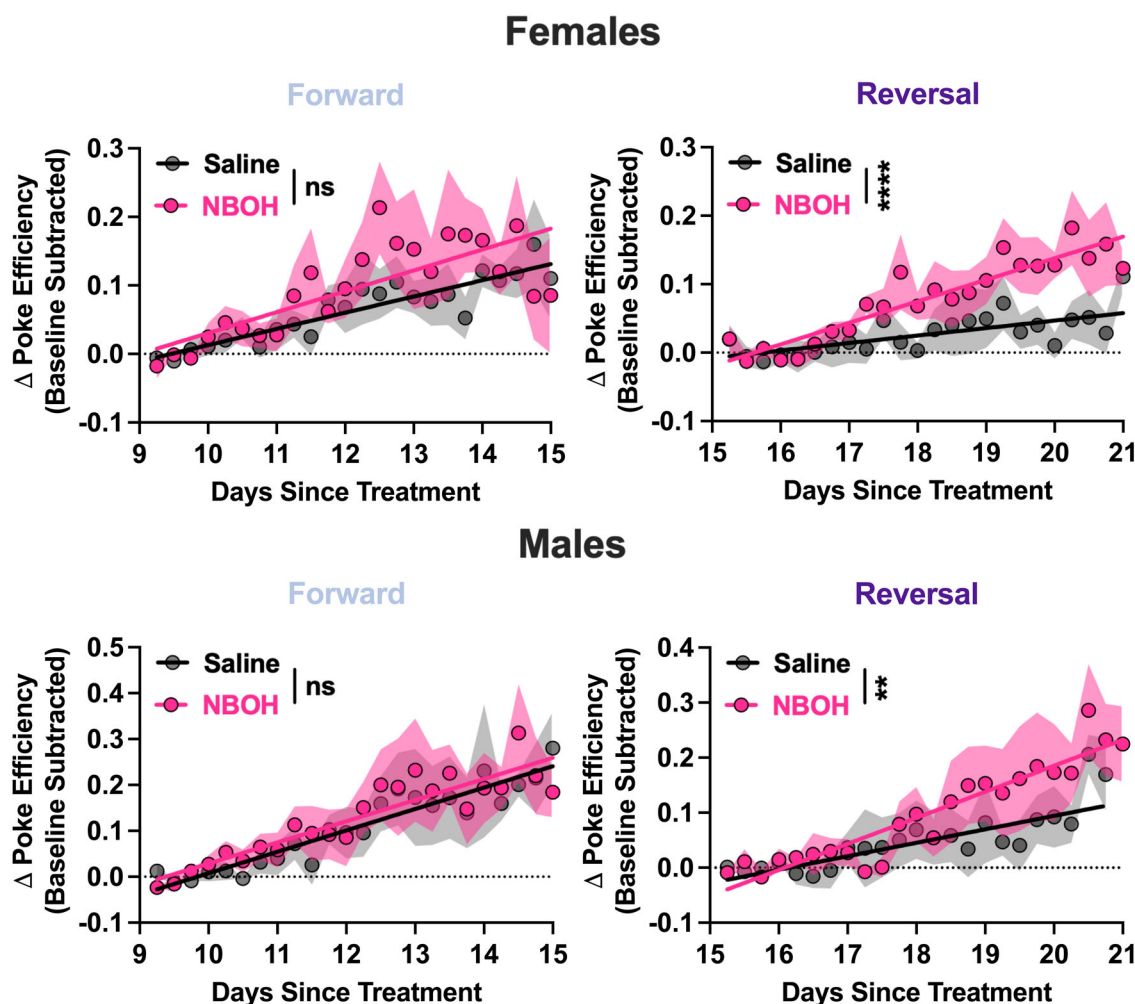 Females
Forward
Reversal
Δ Poke Efficiency
(Baseline Subtracted)
0.3
0.2
0.1
0.0
-0.1
Saline
NBOH
ns
9 10 11 12 13 14 15
Days Since Treatment
Δ Poke Efficiency
(Baseline Subtracted)
0.3
0.2
0.1
0.0
-0.1
Saline
NBOH
****
15 16 17 18 19 20 21
Days Since Treatment
Males
Forward
Reversal
Δ Poke Efficiency
(Baseline Subtracted)
0.5
0.4
0.3
0.2
0.1
0.0
-0.1
Saline
NBOH
ns
9 10 11 12 13 14 15
Days Since Treatment
Δ Poke Efficiency
(Baseline Subtracted)
0.4
0.3
0.2
0.1
0.0
-0.1
Saline
NBOH
**
15 16 17 18 19 20 21
Days Since Treatment